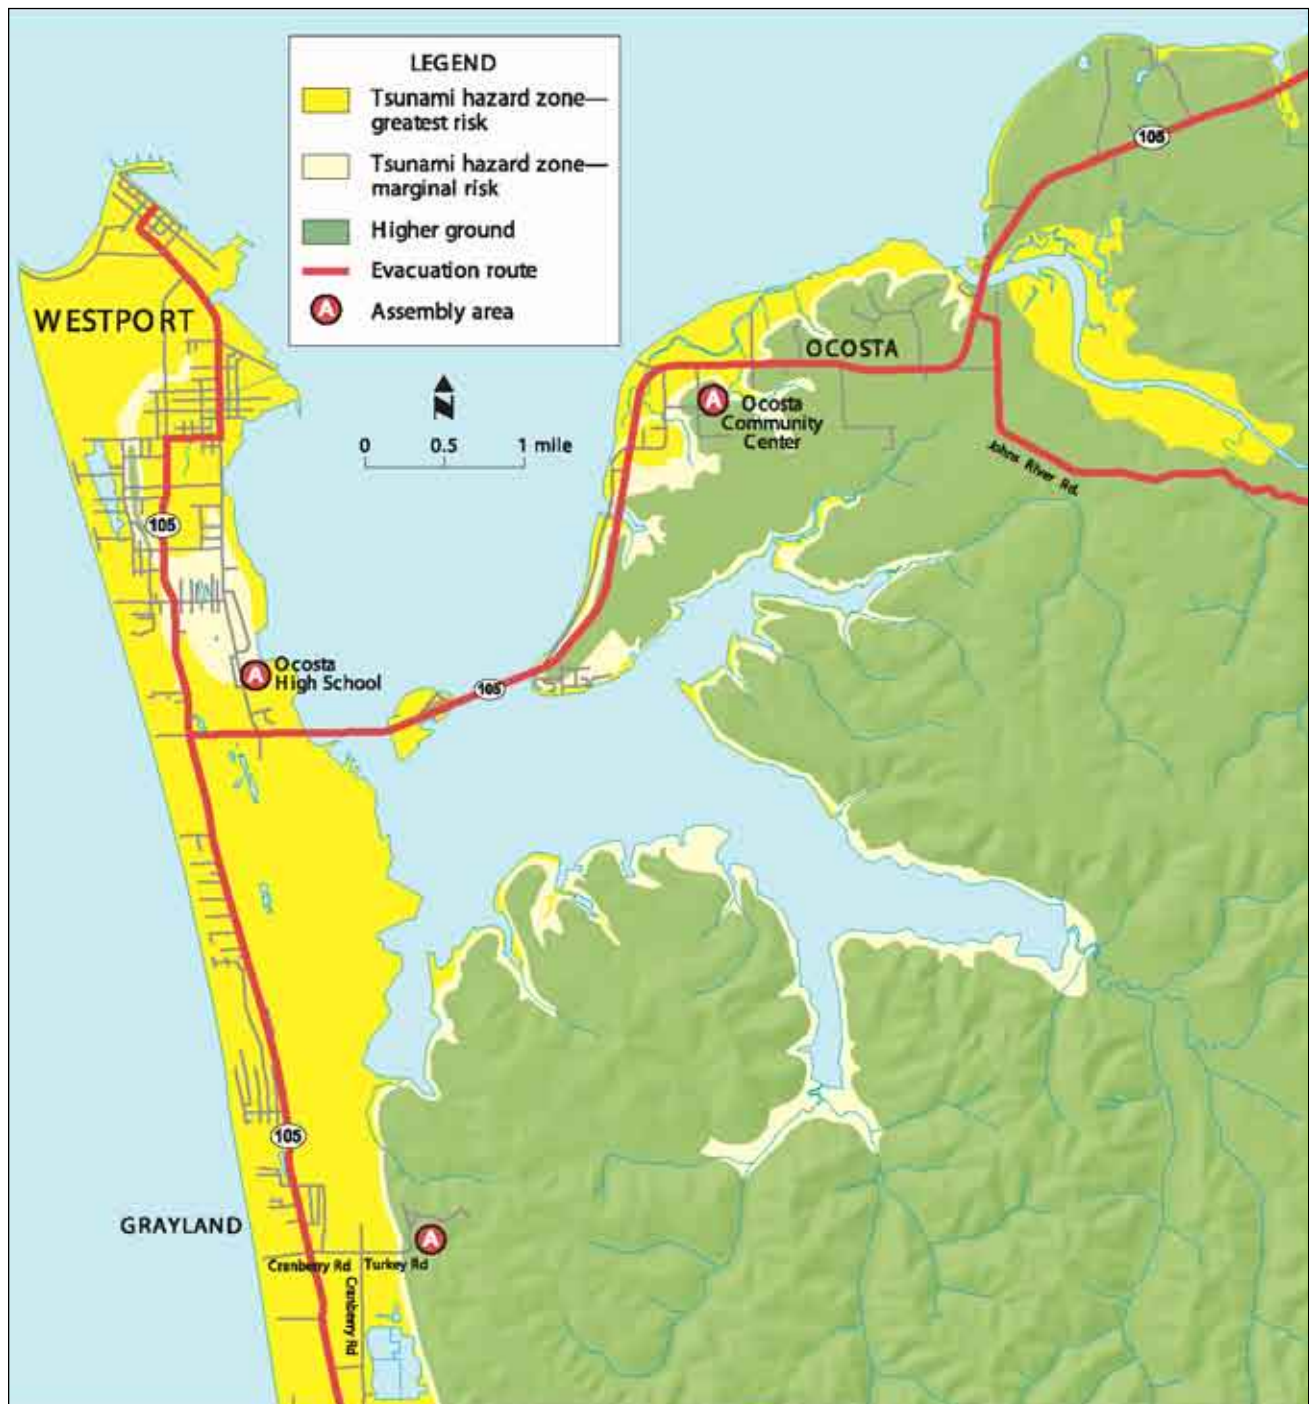 LEGEND
Tsunami hazard zone—
greatest risk
Tsunami hazard zone—
marginal risk
Higher ground
Evacuation route
A
Assembly area
105
WESTPORT
OCOSTA
N
0 0.5 1 mile
A
Ocosta
Community
Center
Johns River Rd.
105
A
Ocosta
High School
105
105
GRAYLAND
A
Cranberry Rd
Turkey Rd
Cranberry Rd